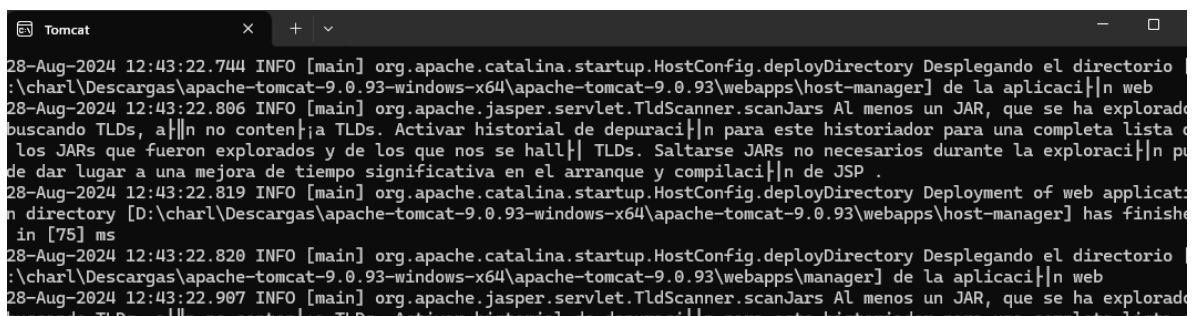 Tomcat
28-Aug-2024 12:43:22.744 INFO [main] org.apache.catalina.startup.HostConfig.deployDirectory Desplegando el directorio [
:\charl\Descargas\apache-tomcat-9.0.93-windows-x64\apache-tomcat-9.0.93\webapps\host-manager] de la aplicaci├│n web
28-Aug-2024 12:43:22.806 INFO [main] org.apache.jasper.servlet.TldScanner.scanJars Al menos un JAR, que se ha explorado
buscando TLDs, a├║n no conten├¡a TLDs. Activar historial de depuraci├│n para este historiador para una completa lista d
los JARs que fueron explorados y de los que nos se hall├│ TLDs. Saltarse JARs no necesarios durante la exploraci├│n pu
de dar lugar a una mejora de tiempo significativa en el arranque y compilaci├│n de JSP .
28-Aug-2024 12:43:22.819 INFO [main] org.apache.catalina.startup.HostConfig.deployDirectory Deployment of web applicati
n directory [D:\charl\Descargas\apache-tomcat-9.0.93-windows-x64\apache-tomcat-9.0.93\webapps\host-manager] has finishe
in [75] ms
28-Aug-2024 12:43:22.820 INFO [main] org.apache.catalina.startup.HostConfig.deployDirectory Desplegando el directorio [
:\charl\Descargas\apache-tomcat-9.0.93-windows-x64\apache-tomcat-9.0.93\webapps\manager] de la aplicaci├│n web
28-Aug-2024 12:43:22.907 INFO [main] org.apache.jasper.servlet.TldScanner.scanJars Al menos un JAR, que se ha explorado